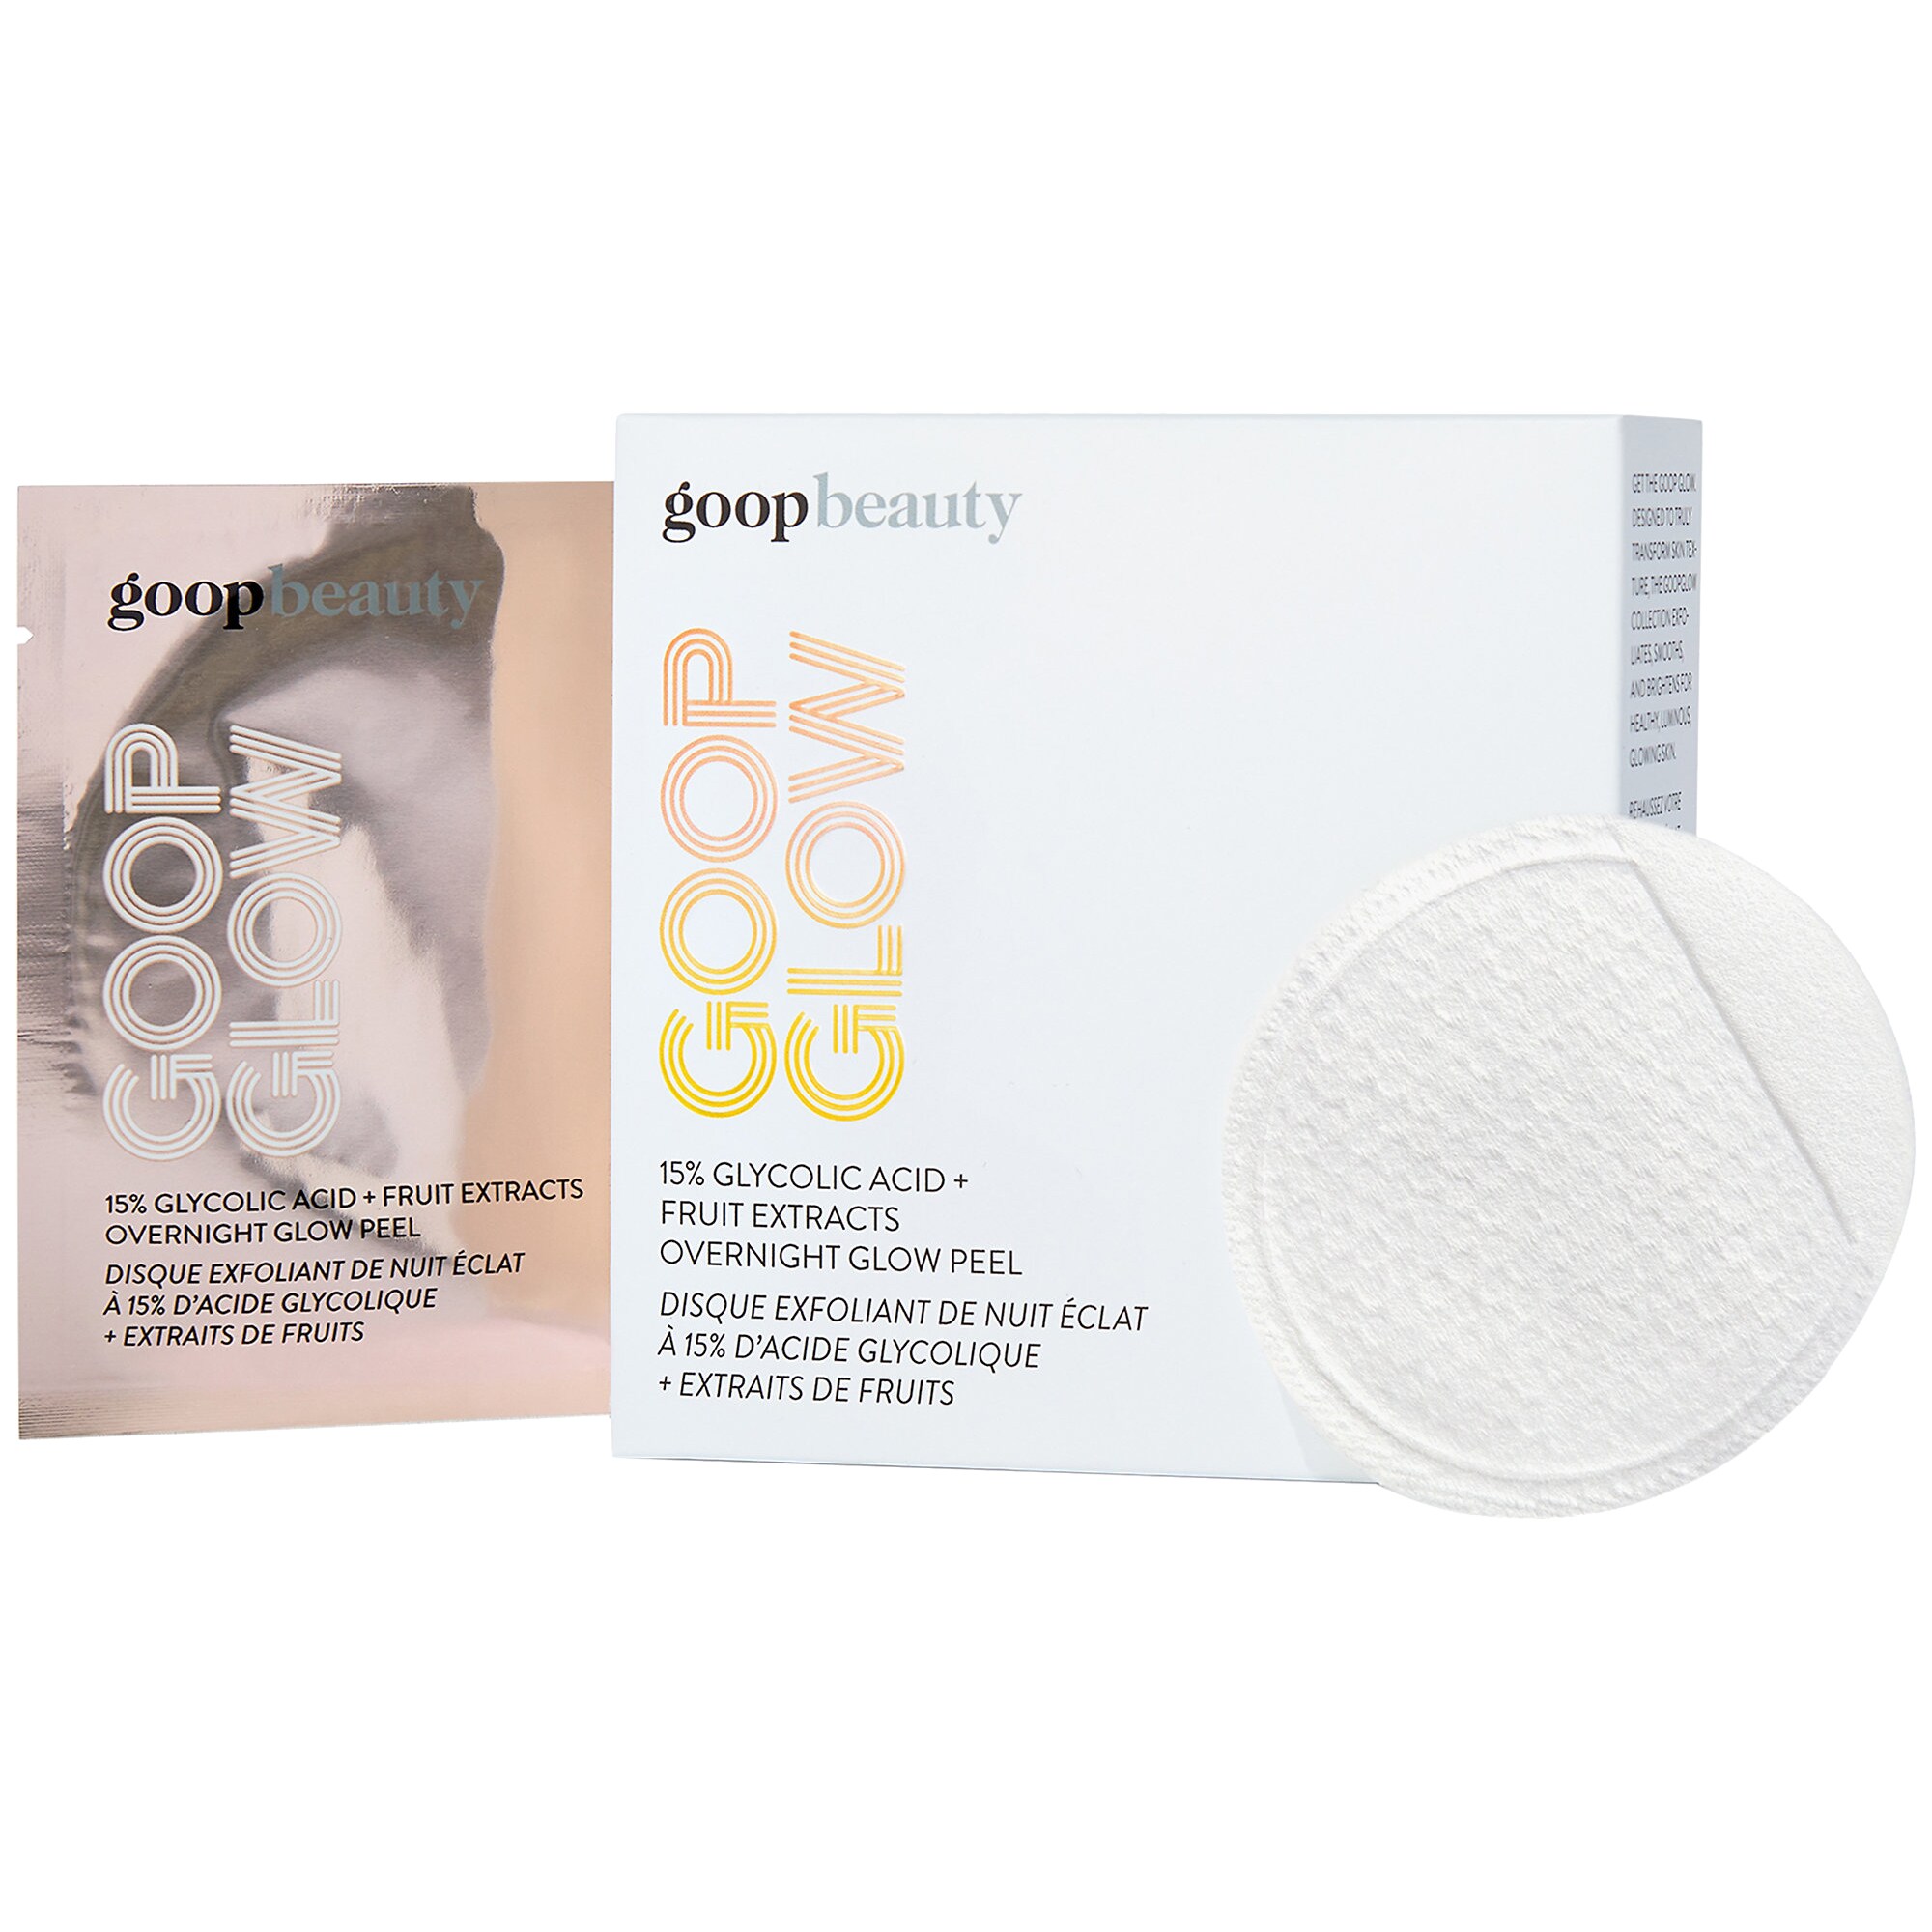 goopbeauty
GOOP
GLOW
15% GLYCOLIC ACID + FRUIT EXTRACTS
OVERNIGHT GLOW PEEL
DISQUE EXFOLIANT DE NUIT ÉCLAT
À 15% D'ACIDE GLYCOLIQUE
+ EXTRAITS DE FRUITS
goopbeauty
GOOP
GLOW
15% GLYCOLIC ACID +
FRUIT EXTRACTS
OVERNIGHT GLOW PEEL
DISQUE EXFOLIANT DE NUIT ÉCLAT
À 15% D'ACIDE GLYCOLIQUE
+ EXTRAITS DE FRUITS
GET THE GOOP GLOW.
DESIGNED TO TRULY
TRANSFORM SKIN TEX-
TURE, THE GOOPGLOW
COLLECTION EXFO-
LIATES, SMOOTHS,
AND BRIGHTENS FOR
HEALTHY, LUMINOUS,
GLOWING SKIN.
REHAUSSEZ VOTRE